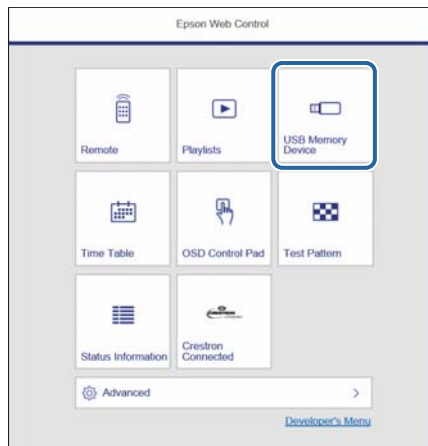 Epson Web Control
Remote
Playlists
USB Memory
Device
Time Table
OSD Control Pad
Test Pattern
CRESTRON
Status Information
Crestron
Connected
Advanced
Developer's Menu